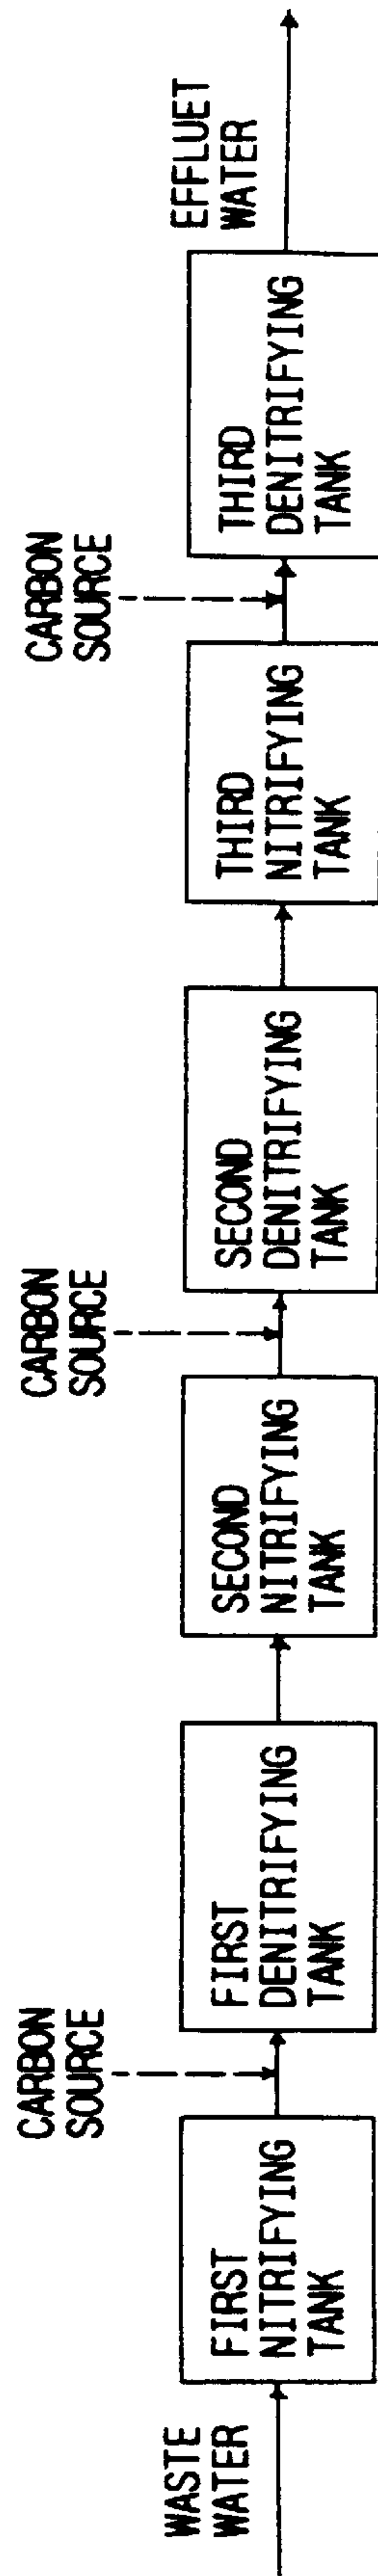 WASTE
WATER
FIRST
NITRIFYING
TANK
CARBON
SOURCE
FIRST
DENITRIFYING
TANK
SECOND
NITRIFYING
TANK
CARBON
SOURCE
SECOND
DENITRIFYING
TANK
THIRD
NITRIFYING
TANK
CARBON
SOURCE
THIRD
DENITRIFYING
TANK
EFFLUET
WATER